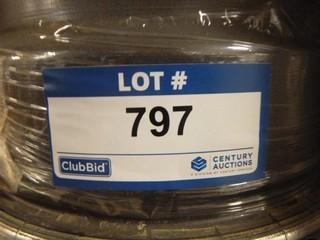 LOT #
797
ClubBid
CENTURY
AUCTIONS